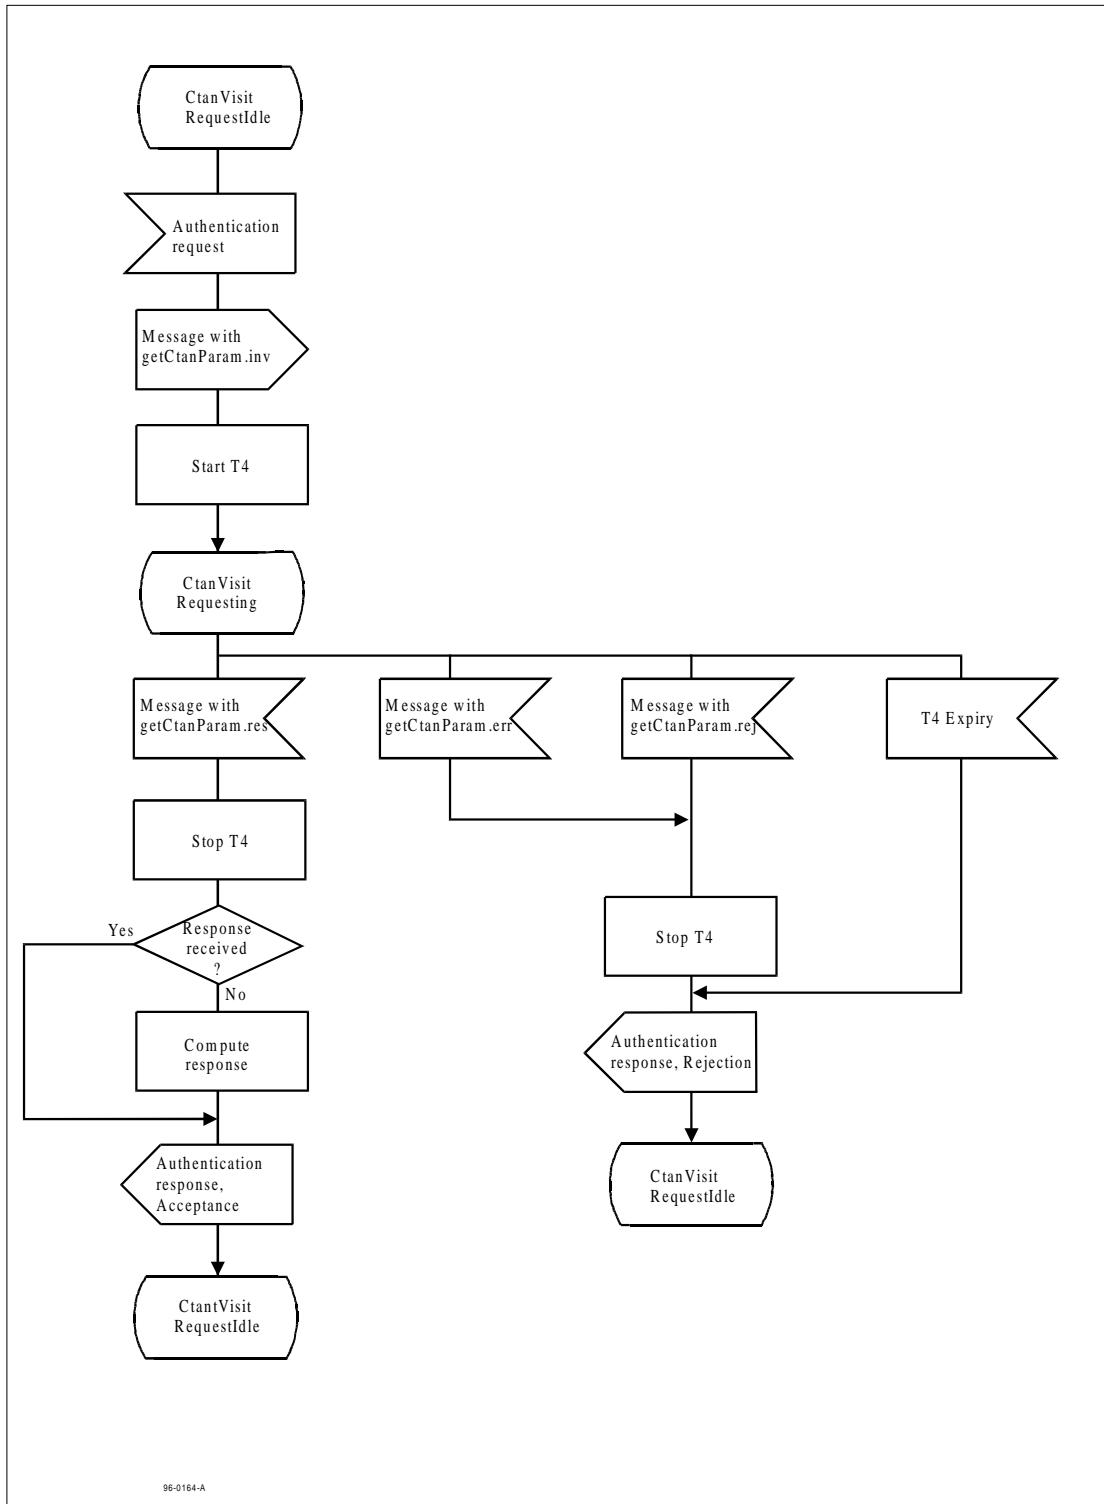 CtanVisit
RequestIdle
Authentication
request
Message with
getCtanParam.inv
Start T4
CtanVisit
Requesting
Message with
getCtanParam.res
Message with
getCtanParam.err
Message with
getCtanParam.rej
T4 Expiry
Stop T4
Yes
Response
received
?
No
Compute
response
Stop T4
Authentication
response, Rejection
Authentication
response,
Acceptance
CtanVisit
RequestIdle
CtantVisit
RequestIdle
96-0164-A